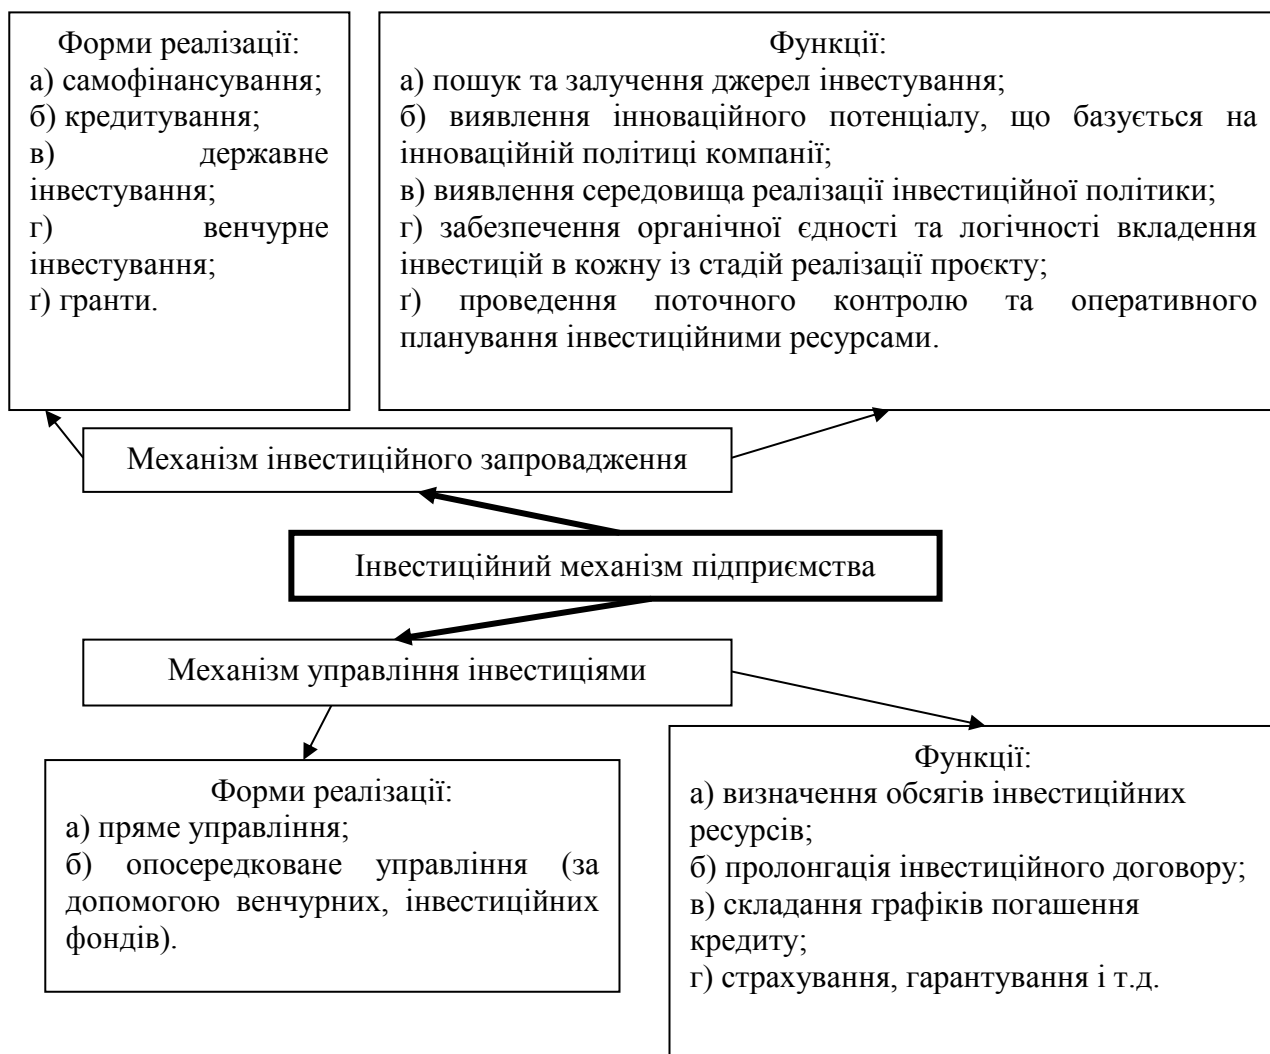 Форми реалізації:
а) самофінансування;
б) кредитування;
в) державне
інвестування;
г) венчурне
інвестування;
ґ) гранти.
Функції:
а) пошук та залучення джерел інвестування;
б) виявлення інноваційного потенціалу, що базується на
інноваційній політиці компанії;
в) виявлення середовища реалізації інвестиційної політики;
г) забезпечення органічної єдності та логічності вкладення
інвестицій в кожну із стадій реалізації проєкту;
ґ) проведення поточного контролю та оперативного
планування інвестиційними ресурсами.
Механізм інвестиційного запровадження
Інвестиційний механізм підприємства
Механізм управління інвестиціями
Форми реалізації:
а) пряме управління;
б) опосередковане управління (за
допомогою венчурних, інвестиційних
фондів).
Функції:
а) визначення обсягів інвестиційних
ресурсів;
б) пролонгація інвестиційного договору;
в) складання графіків погашення
кредиту;
г) страхування, гарантування і т.д.